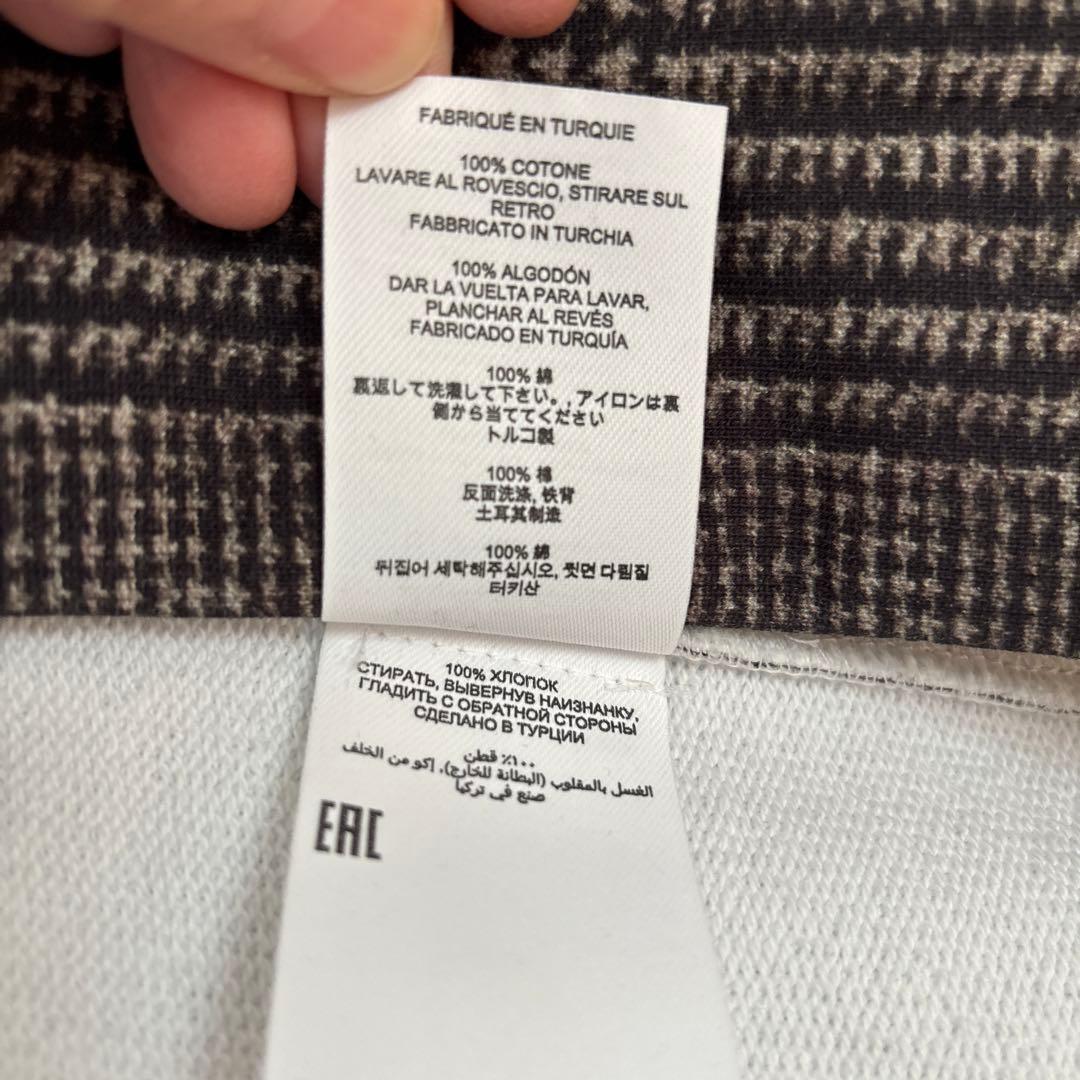 FABRIQUÉ EN TURQUIE
100% COTONE
LAVARE AL ROVESCIO, STIRARE SUL
RETRO
FABBRICATO IN TURCHIA
100% ALGODÓN
DAR LA VUELTA PARA LAVAR,
PLANCHAR AL REVÉS
FABRICADO EN TURQUÍA
100% 綿
裏返して洗濯して下さい。, アイロンは裏
側から当ててください
トルコ製
100% 棉
反面洗涤, 铁背
土耳其制造
100% 綿
뒤집어 세탁해주십시오, 뒷면 다림질
터키산
100% ХЛОПОК
СТИРАТЬ, ВЫВЕРНУВ НАИЗНАНКУ,
ГЛАДИТЬ С ОБРАТНОЙ СТОРОНЫ
СДЕЛАНО В ТУРЦИИ
١٠٠٪ قطن
الغسل بالمقلوب (البطانة للخارج)، إكو من الخلف
صنع في تركيا
EAC